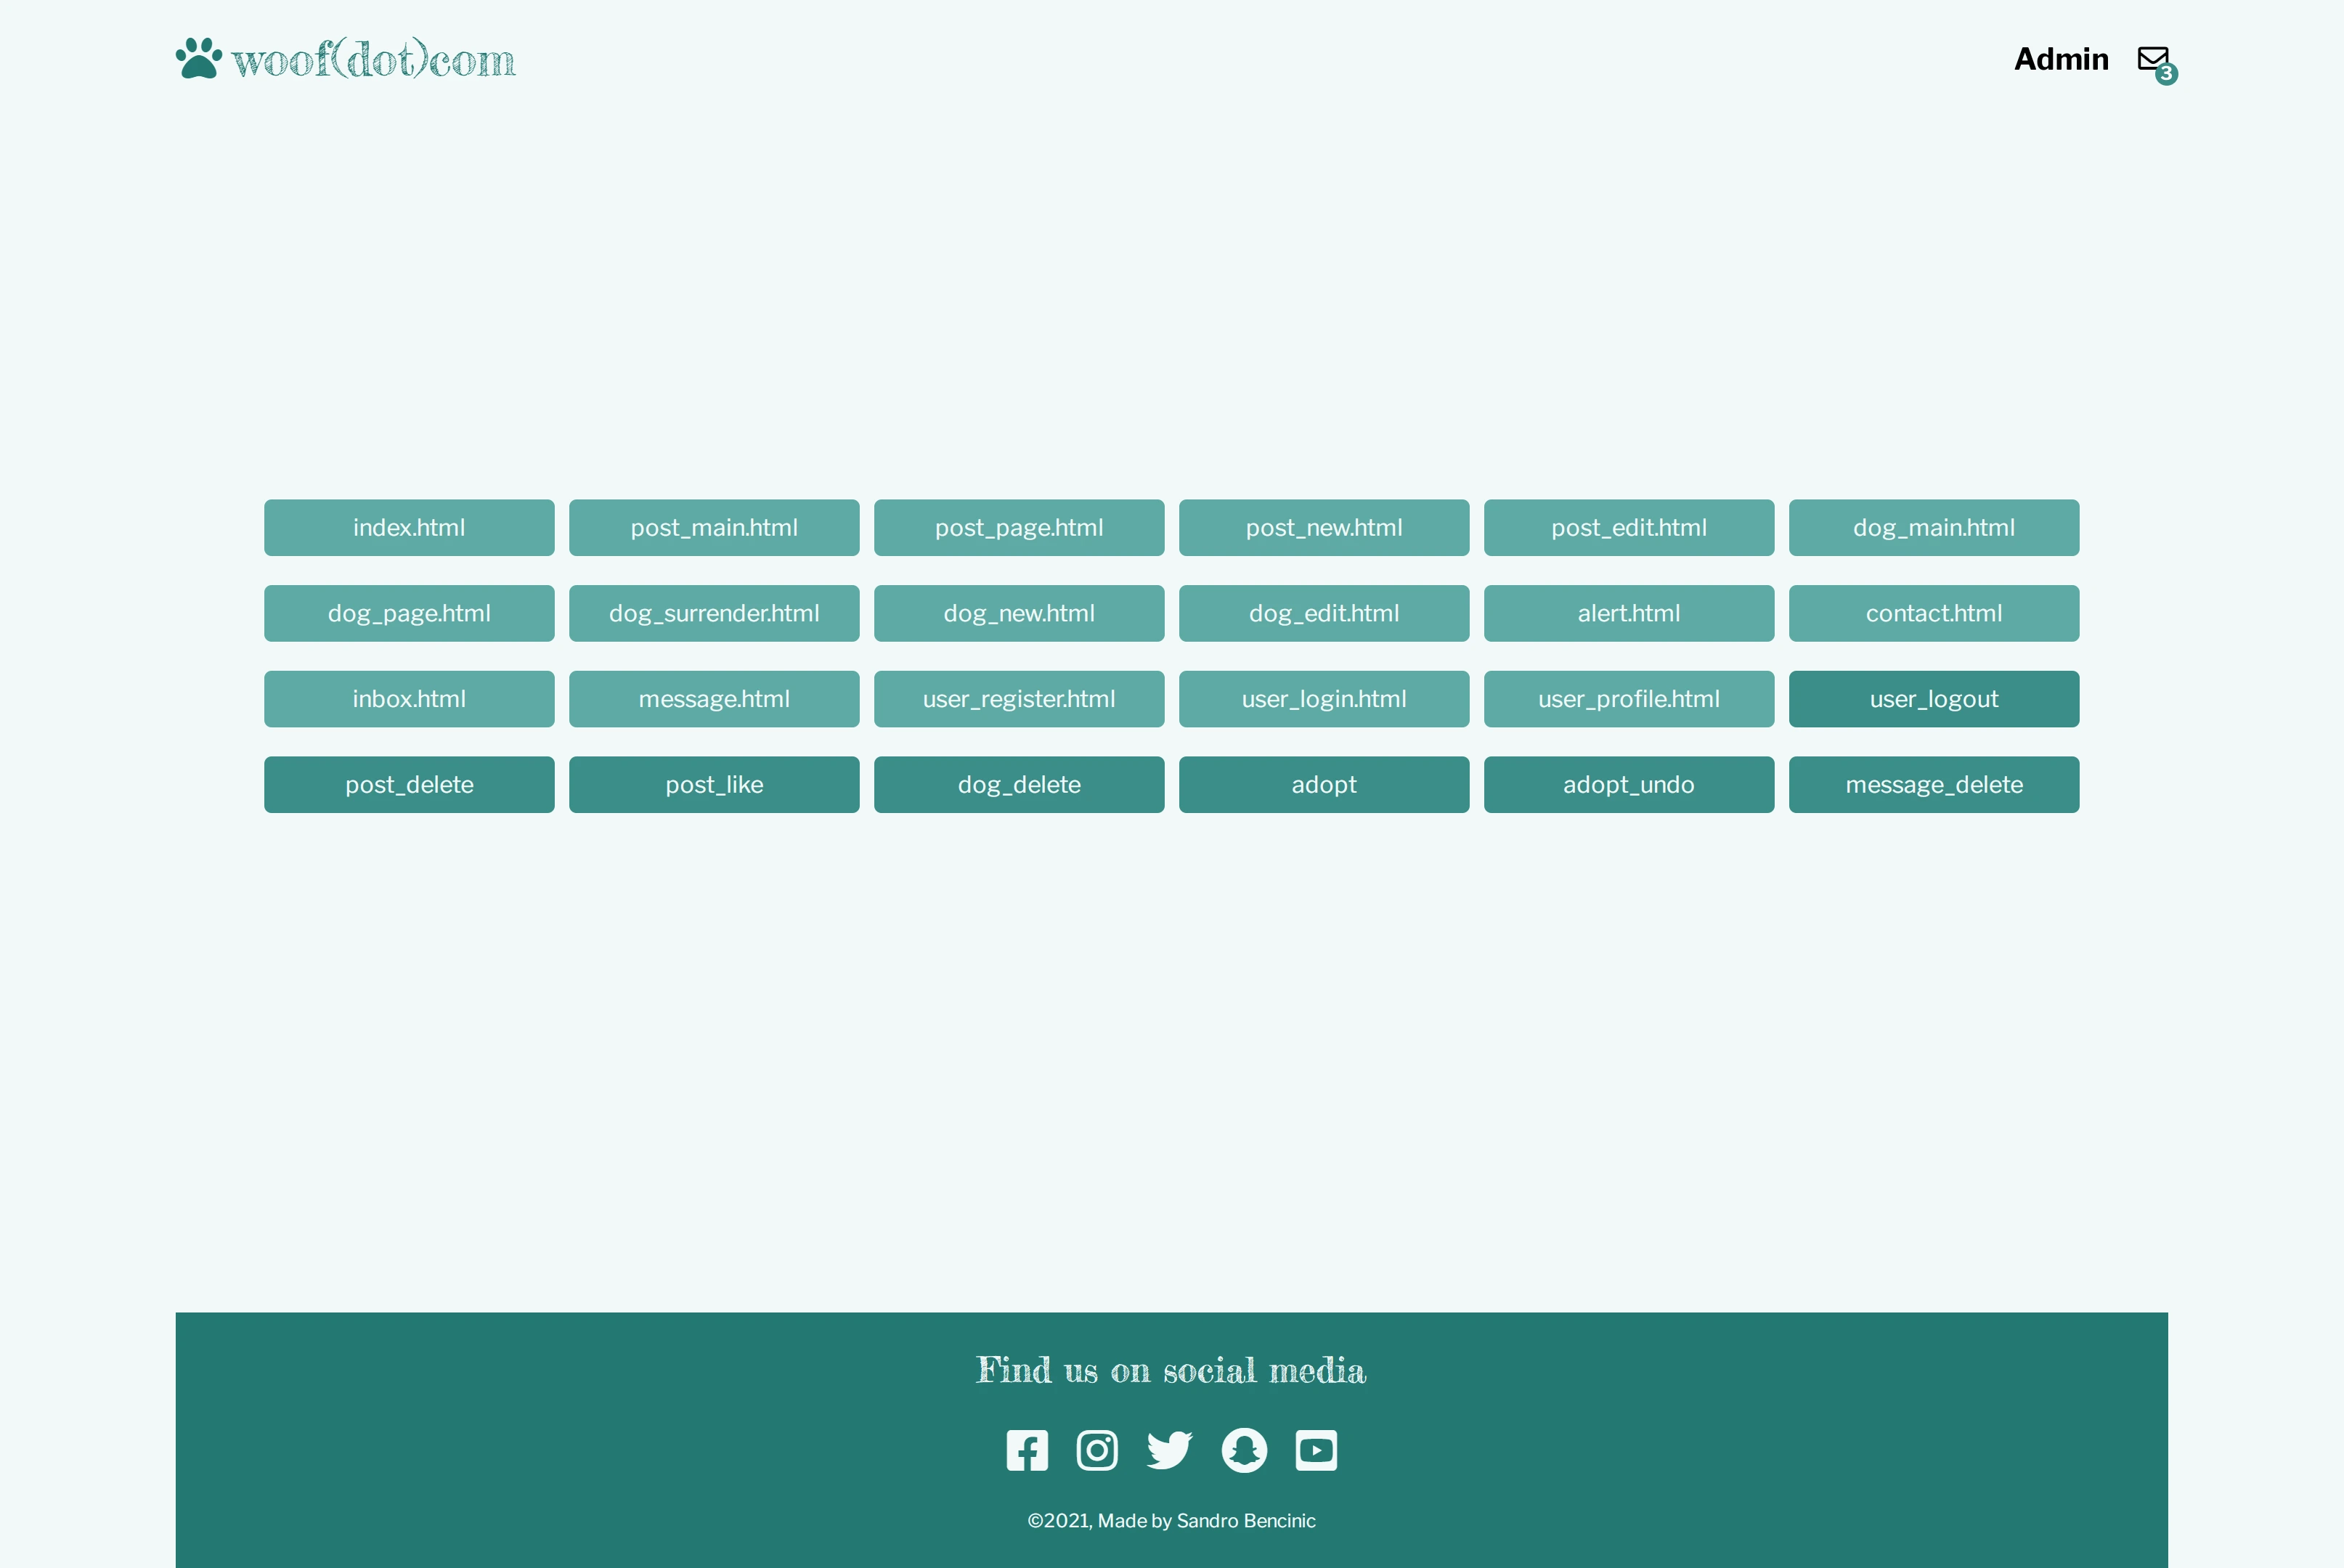 woof(dot)com
Admin
3
index.html post_main.html post_page.html post_new.html post_edit.html dog_main.html
dog_page.html dog_surrender.html dog_new.html dog_edit.html alert.html contact.html
inbox.html message.html user_register.html user_login.html user_profile.html user_logout
post_delete post_like dog_delete adopt adopt_undo message_delete
Find us on social media
©2021, Made by Sandro Bencinic